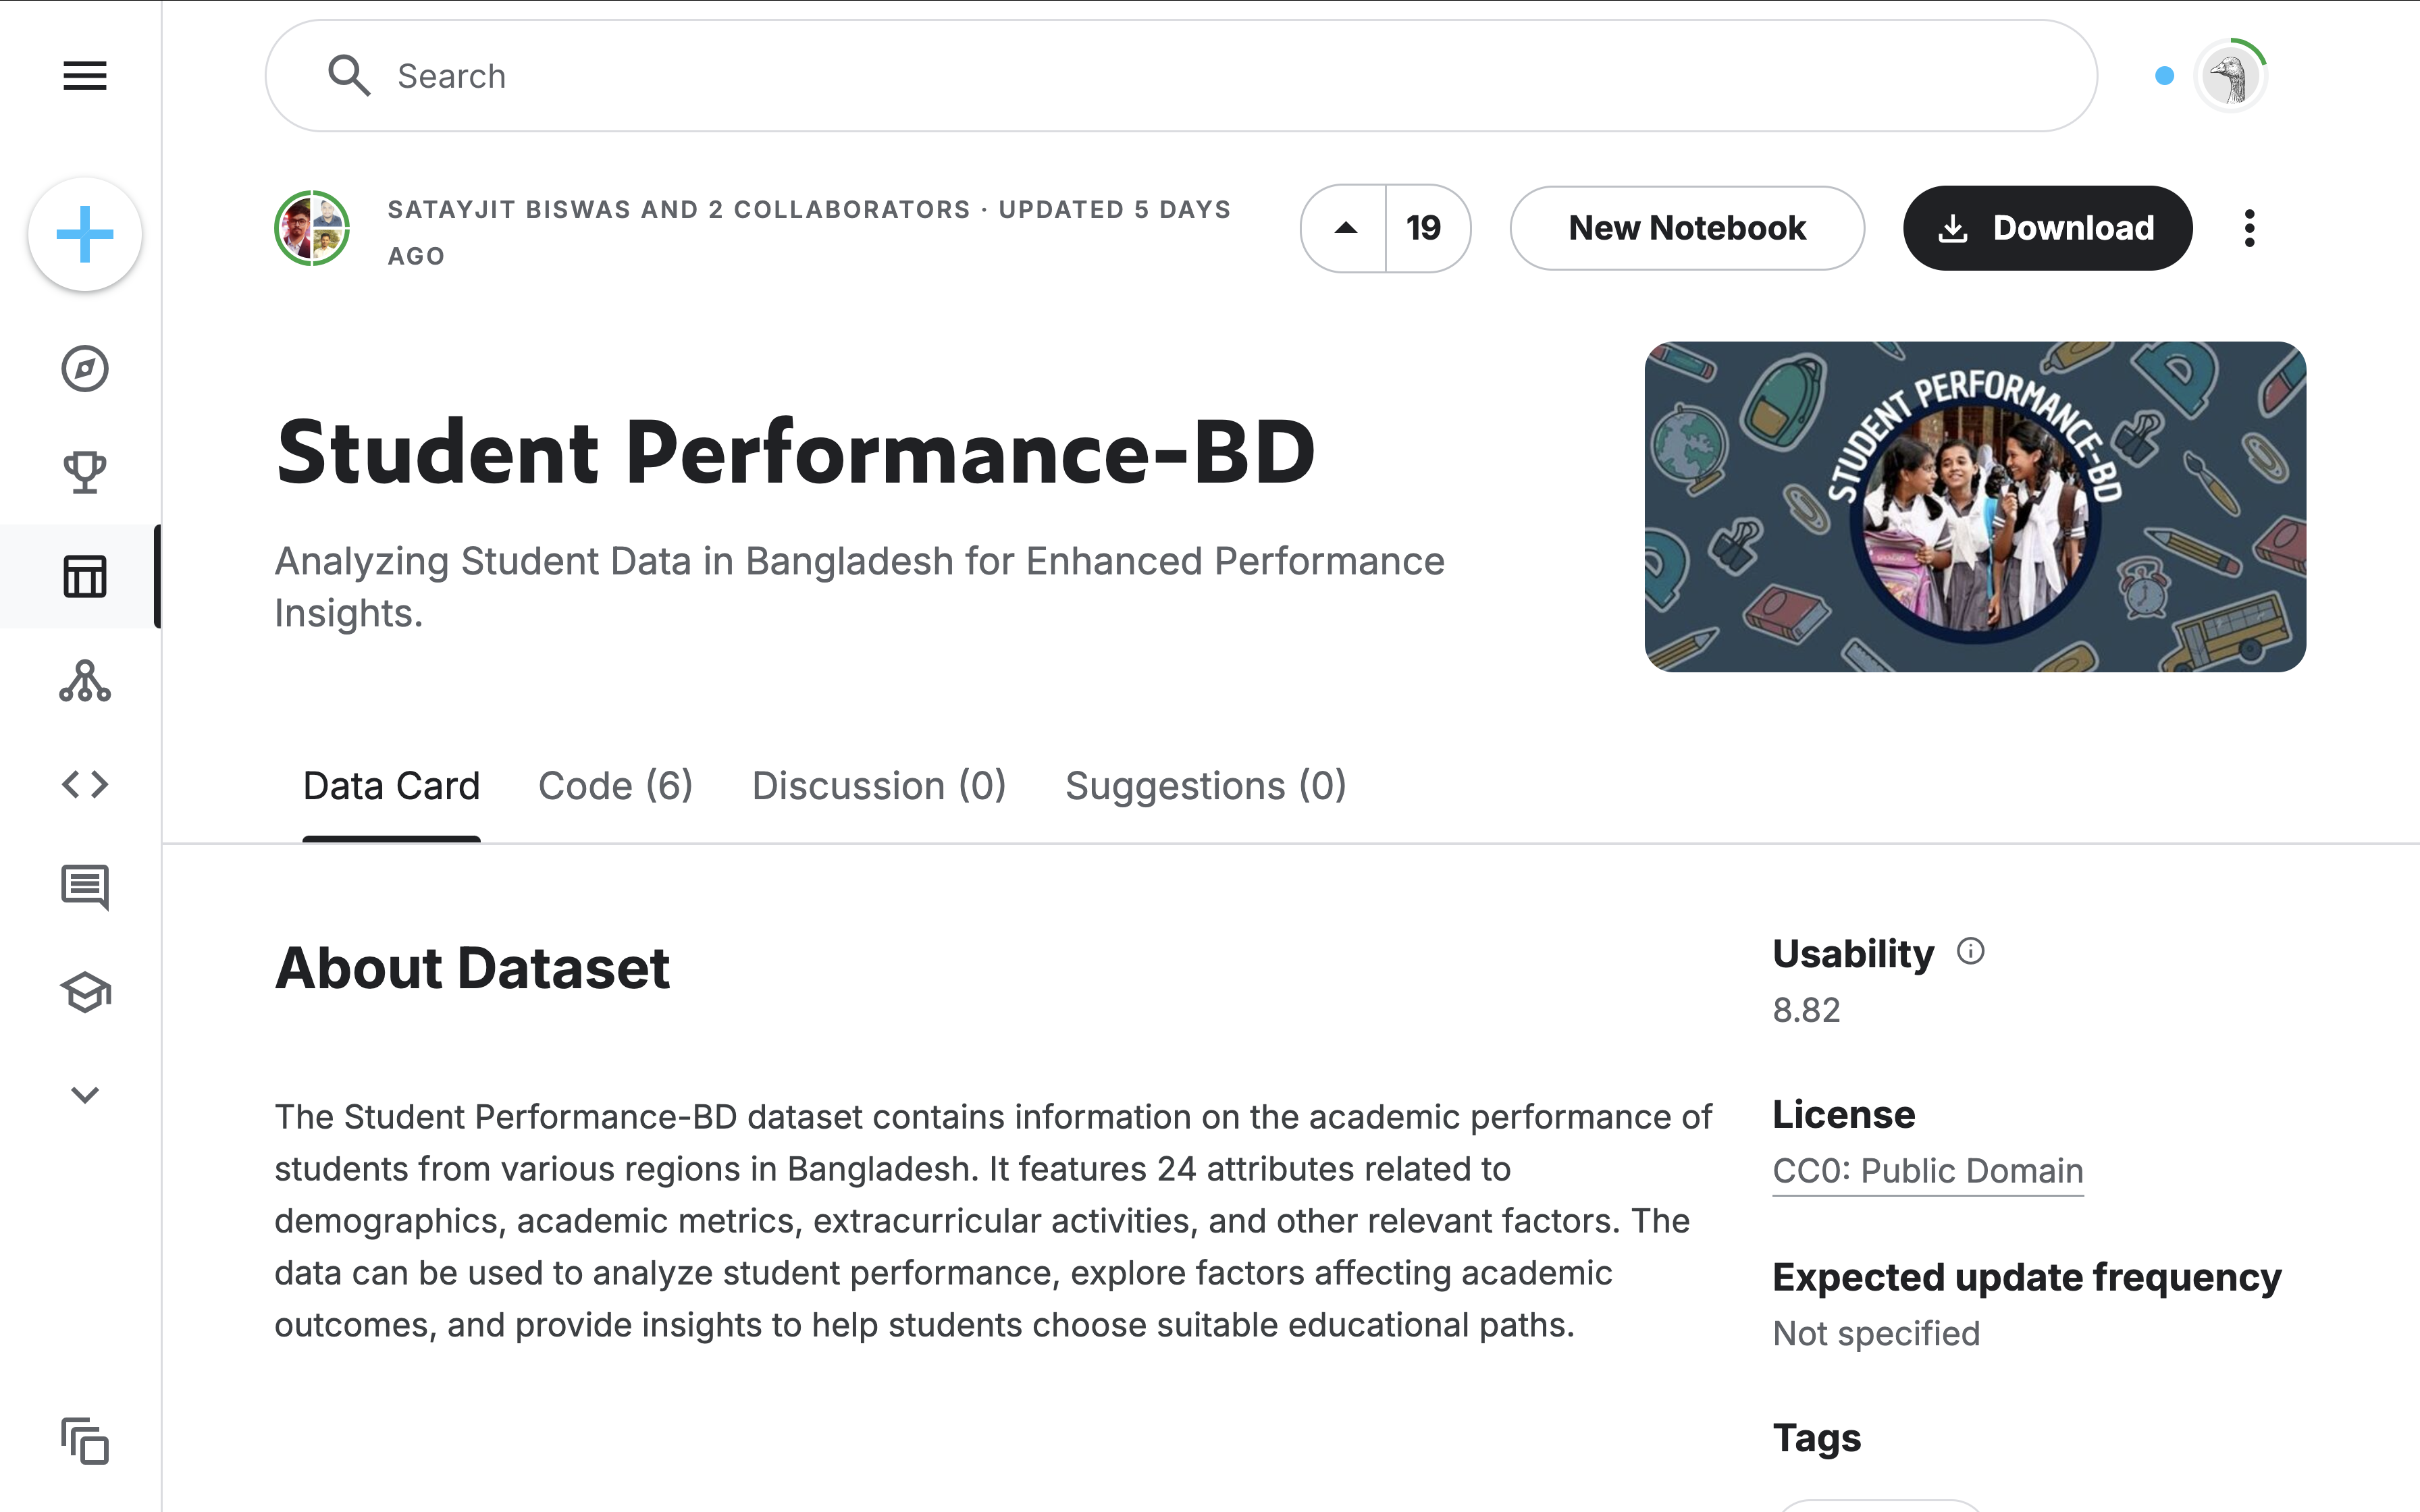 Search
SATAYJIT BISWAS AND 2 COLLABORATORS · UPDATED 5 DAYS
AGO
19
New Notebook
Download
Student Performance-BD
Analyzing Student Data in Bangladesh for Enhanced Performance
Insights.
STUDENT PERFORMANCE-BD
Data Card
Code (6)
Discussion (0)
Suggestions (0)
About Dataset
The Student Performance-BD dataset contains information on the academic performance of
students from various regions in Bangladesh. It features 24 attributes related to
demographics, academic metrics, extracurricular activities, and other relevant factors. The
data can be used to analyze student performance, explore factors affecting academic
outcomes, and provide insights to help students choose suitable educational paths.
Usability
8.82
License
CC0: Public Domain
Expected update frequency
Not specified
Tags